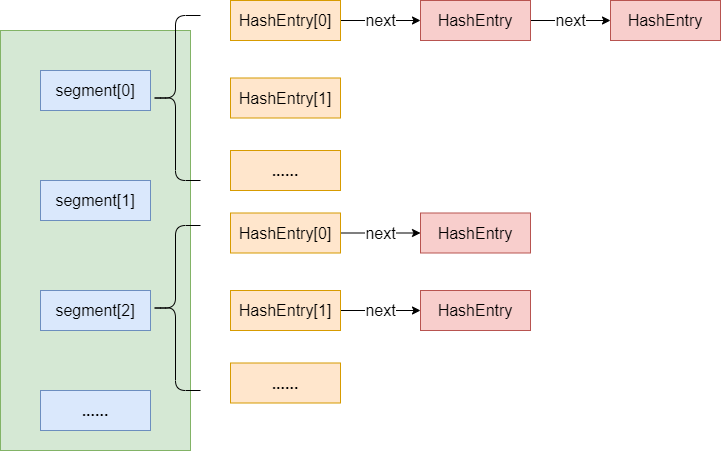 HashEntry[0]
next
HashEntry
next
HashEntry
segment[0]
HashEntry[1]
......
segment[1]
HashEntry[0]
next
HashEntry
segment[2]
HashEntry[1]
next
HashEntry
......
......